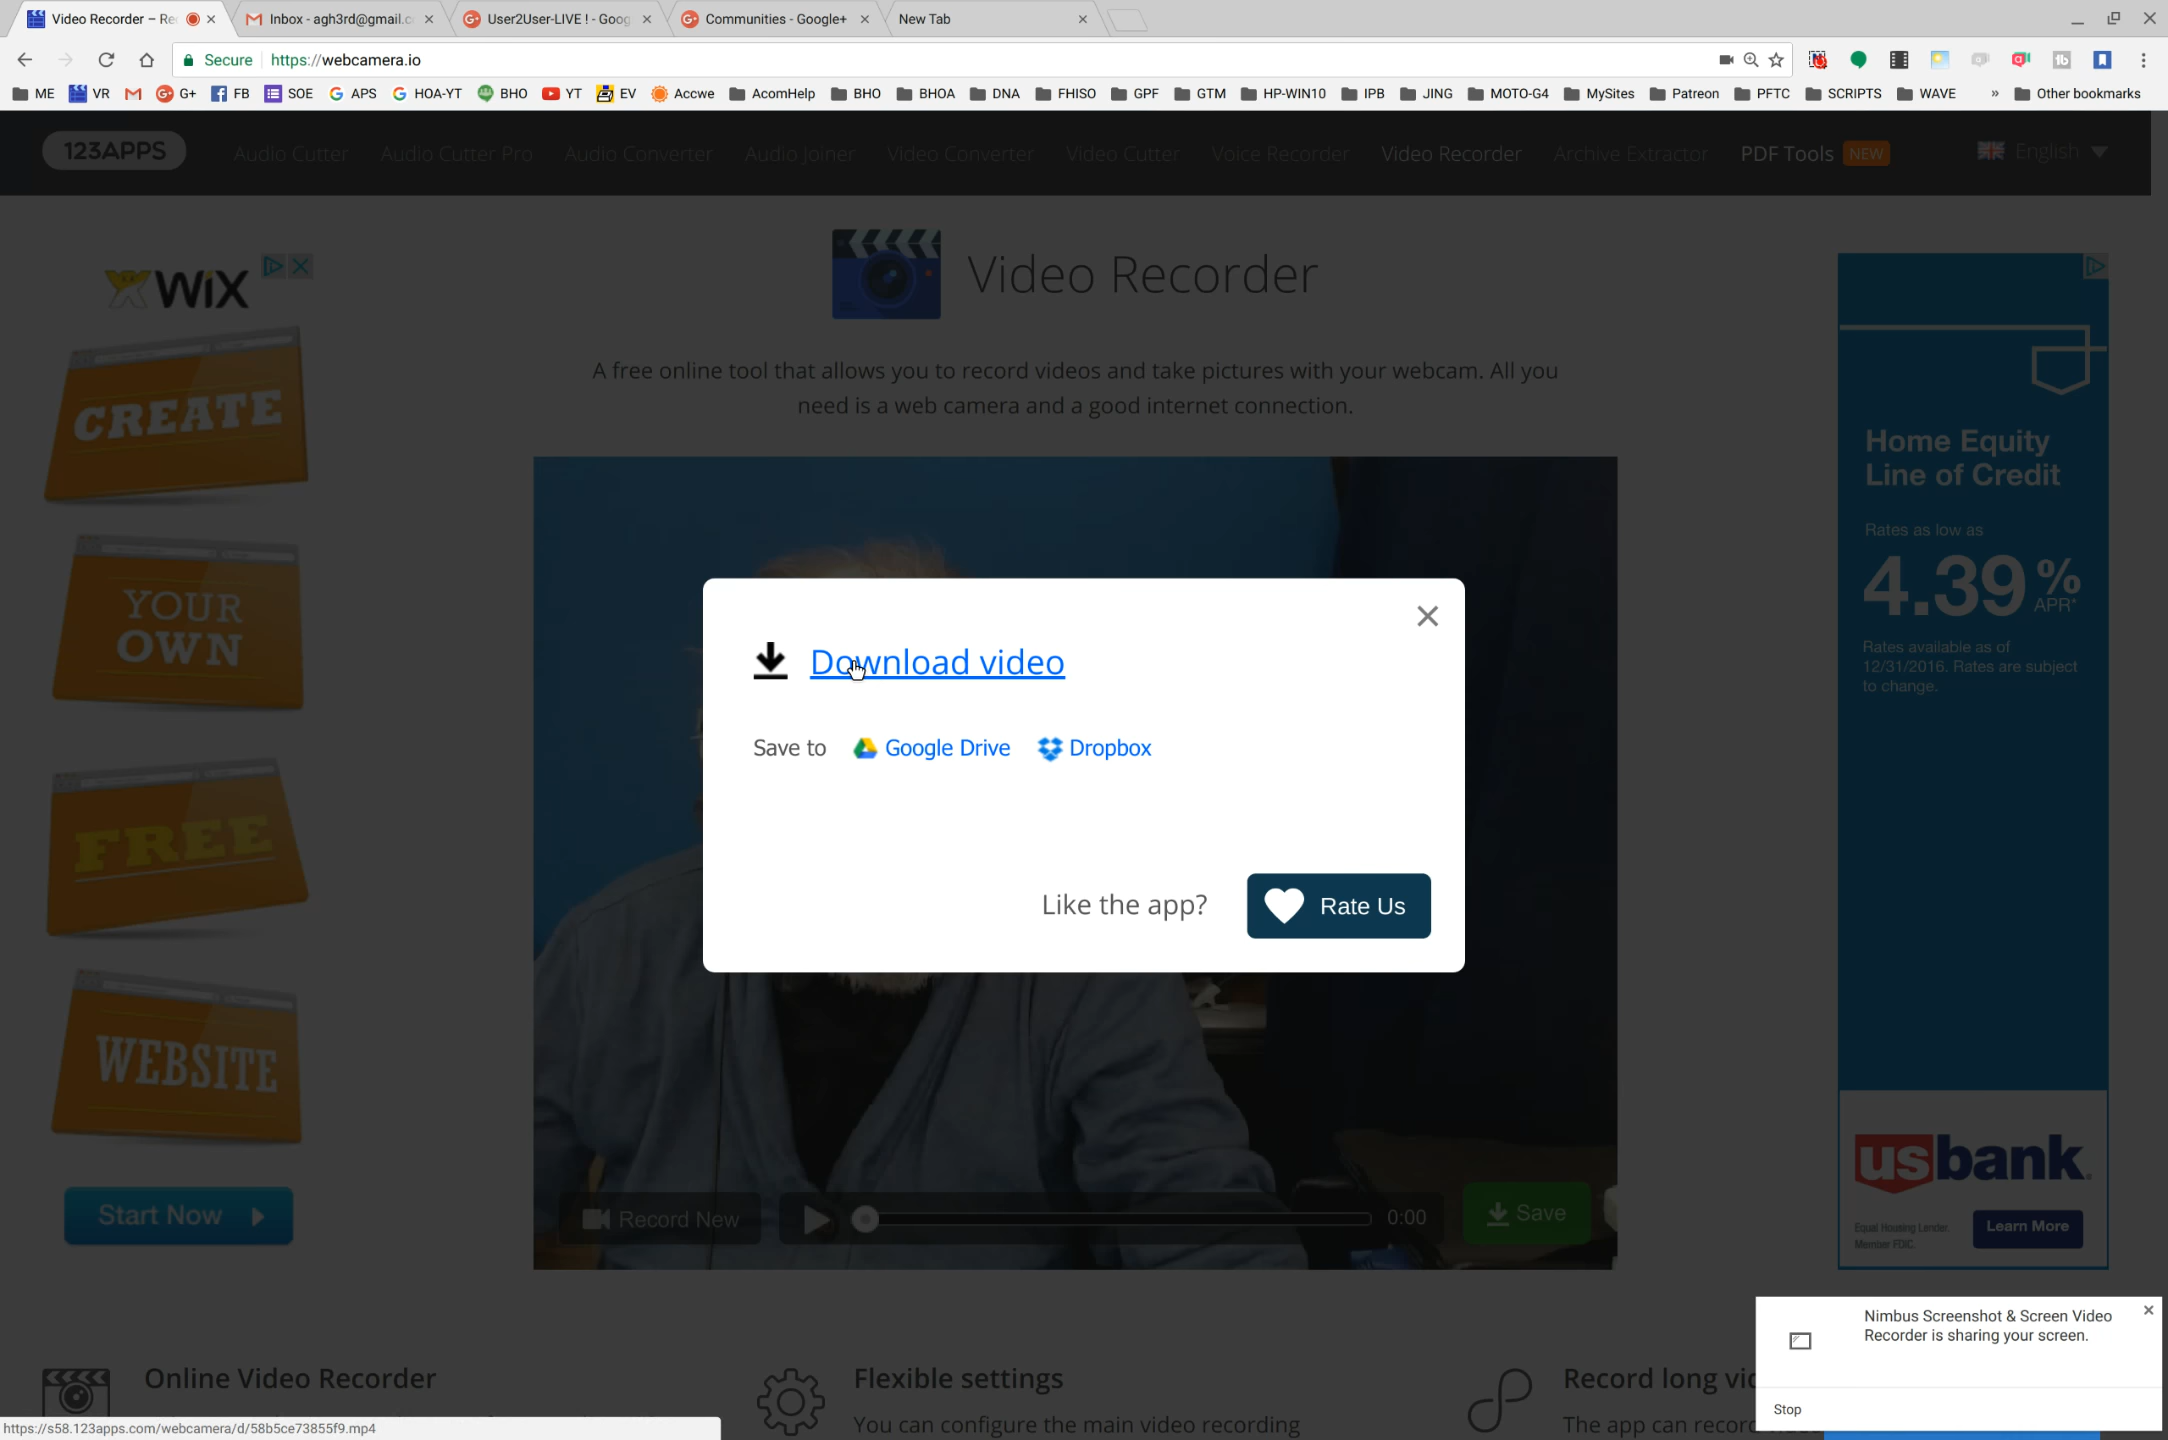 Video Recorder – Re
Inbox - agh3rd@gmail.c
User2User-LIVE ! - Goog
Communities - Google+
New Tab
Secure
https://webcamera.io
ME VR G+ FB SOE APS HOA-YT BHO YT EV Accwe AcomHelp BHO BHOA DNA FHISO GPF GTM HP-WIN10 IPB JING MOTO-G4 MySites Patreon PFTC SCRIPTS WAVE » Other bookmarks
123APPS
Audio Cutter Audio Cutter Pro Audio Converter Audio Joiner Video Converter Video Cutter Voice Recorder Video Recorder Archive Extractor PDF Tools NEW English
WiX
CREATE
YOUR
OWN
FREE
WEBSITE
Start Now
Video Recorder
A free online tool that allows you to record videos and take pictures with your webcam. All you
need is a web camera and a good internet connection.
Download video
Save to Google Drive Dropbox
Like the app? Rate Us
Record New
0:00
Save
Home Equity
Line of Credit
Rates as low as
4.39%
APR*
Rates available as of
12/31/2016. Rates are subject
to change.
usbank.
Equal Housing Lender.
Member FDIC.
Learn More
Online Video Recorder
Flexible settings
You can configure the main video recording
Record long vid
The app can record
Nimbus Screenshot & Screen Video
Recorder is sharing your screen.
Stop
https://s58.123apps.com/webcamera/d/58b5ce73855f9.mp4